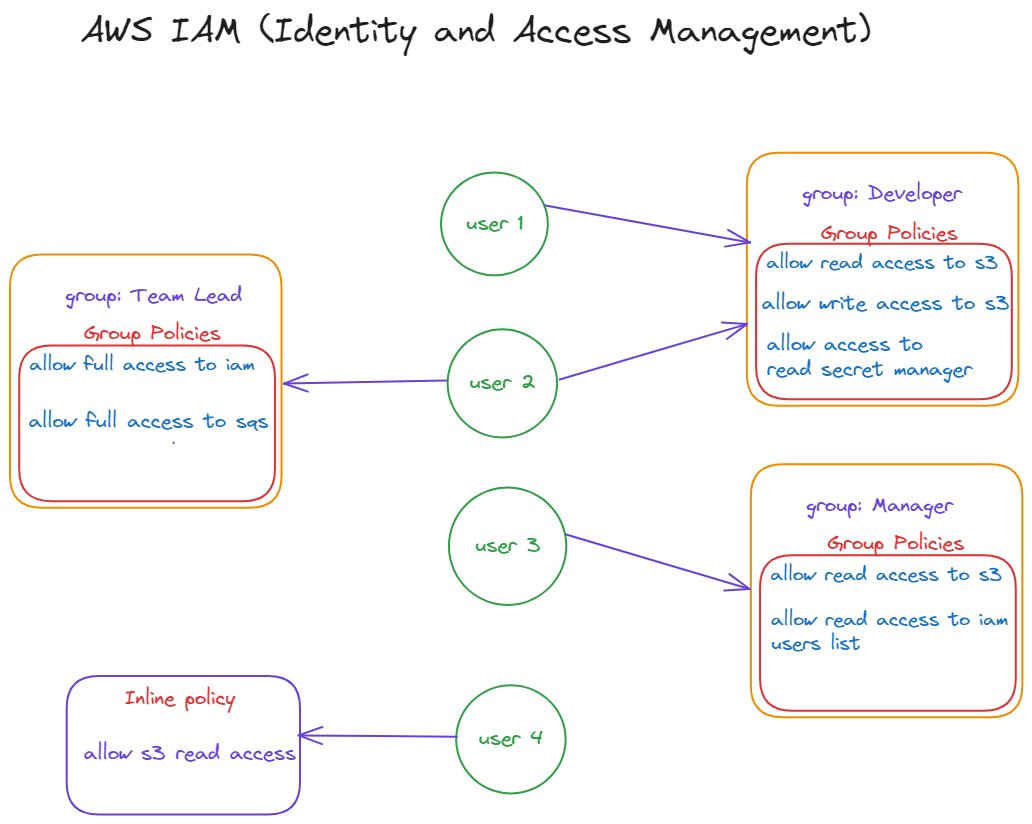 AWS IAM (Identity and Access Management)
user 1
group: Developer
Group Policies
allow read access to s3
allow write access to s3
allow access to
read secret manager
group: Team Lead
Group Policies
allow full access to iam
allow full access to sqs
user 2
user 3
group: Manager
Group Policies
allow read access to s3
allow read access to iam
users list
Inline policy
allow s3 read access
user 4